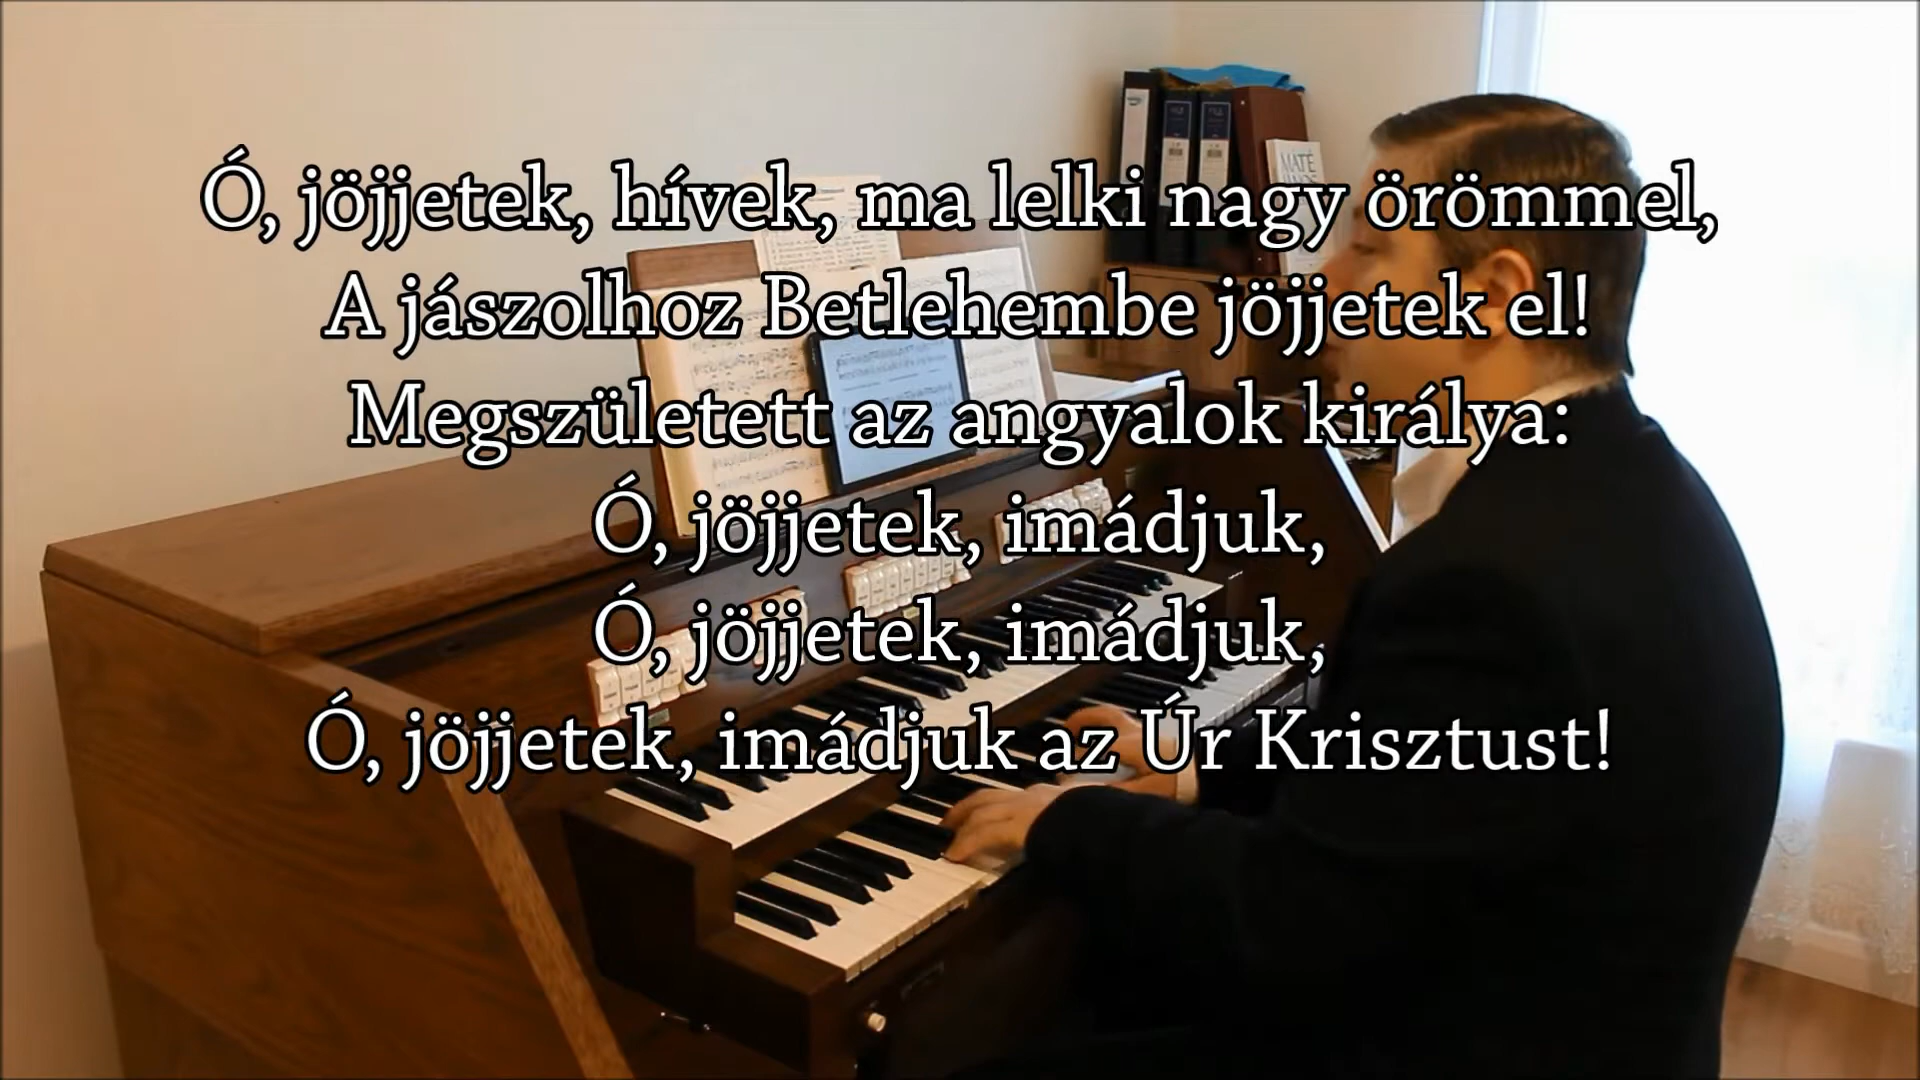 Ó, jöjjetek, hívek, ma lelki nagy örömmel,
A jászolhoz Betlehembe jöjjetek el!
Megszületett az angyalok királya:
Ó, jöjjetek, imádjuk,
Ó, jöjjetek, imádjuk,
Ó, jöjjetek, imádjuk az Úr Krisztust!
MÁTÉ